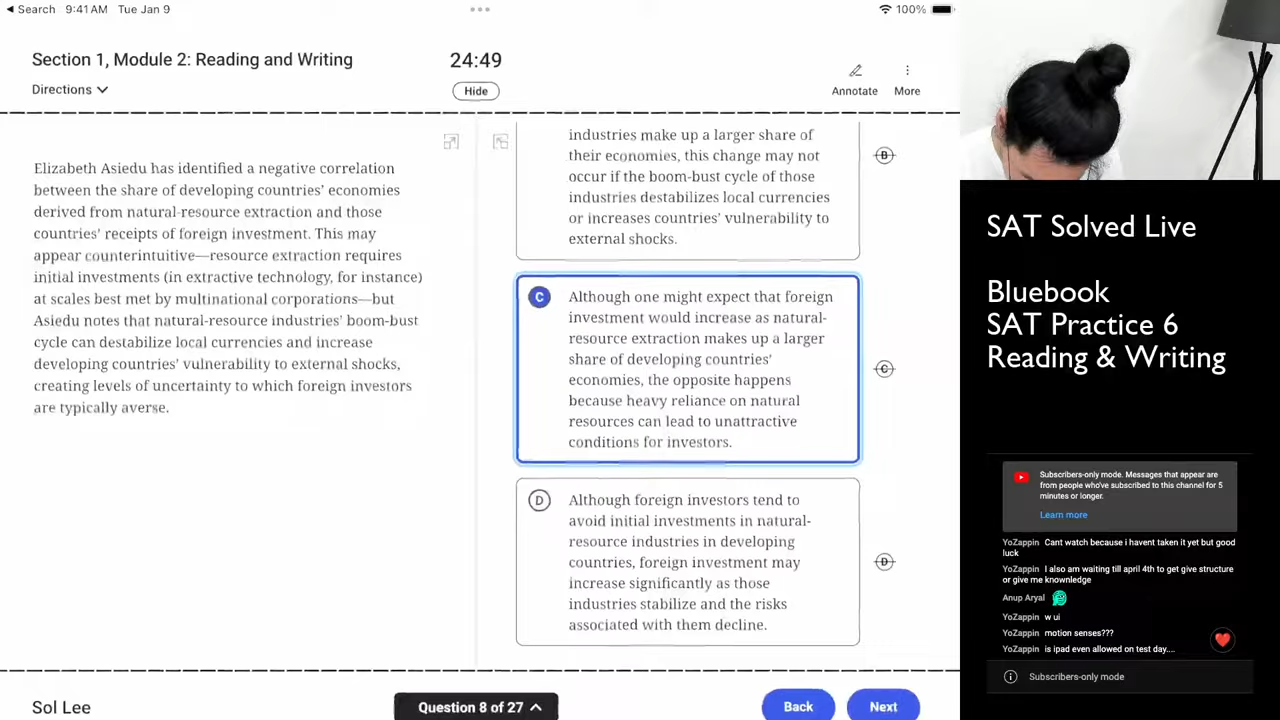 Search 9:41 AM Tue Jan 9
100%
Section 1, Module 2: Reading and Writing
24:49
Directions
Hide
Annotate
More
Elizabeth Asiedu has identified a negative correlation
between the share of developing countries' economies
derived from natural-resource extraction and those
countries' receipts of foreign investment. This may
appear counterintuitive—resource extraction requires
initial investments (in extractive technology, for instance)
at scales best met by multinational corporations—but
Asiedu notes that natural-resource industries' boom-bust
cycle can destabilize local currencies and increase
developing countries' vulnerability to external shocks,
creating levels of uncertainty to which foreign investors
are typically averse.
industries make up a larger share of
their economies, this change may not
occur if the boom-bust cycle of those
industries destabilizes local currencies
or increases countries' vulnerability to
external shocks.
B
C
Although one might expect that foreign
investment would increase as natural-
resource extraction makes up a larger
share of developing countries'
economies, the opposite happens
because heavy reliance on natural
resources can lead to unattractive
conditions for investors.
C
D
Although foreign investors tend to
avoid initial investments in natural-
resource industries in developing
countries, foreign investment may
increase significantly as those
industries stabilize and the risks
associated with them decline.
D
Sol Lee
Question 8 of 27
Back
Next
SAT Solved Live
Bluebook
SAT Practice 6
Reading & Writing
Subscribers-only mode. Messages that appear are
from people who've subscribed to this channel for 5
minutes or longer.
Learn more
YoZappin Cant watch because i havent taken it yet but good
luck
YoZappin I also am waiting till april 4th to get give structure
or give me knownledge
Anup Aryal
YoZappin w ui
YoZappin motion senses???
YoZappin is ipad even allowed on test day....
Subscribers-only mode